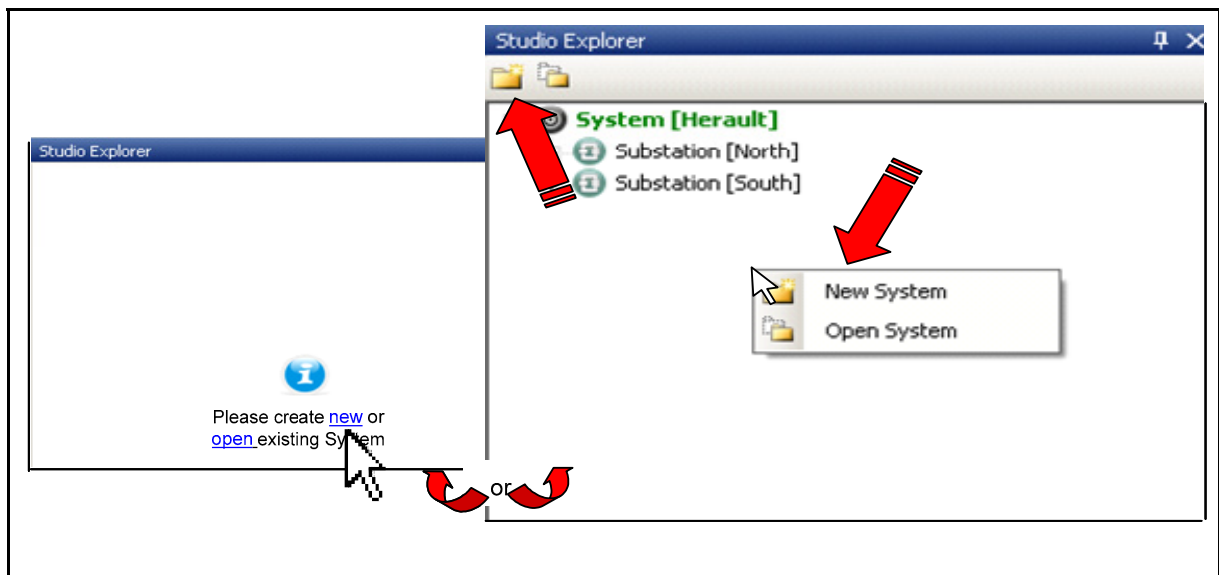 Studio Explorer
Please create new or
open existing System
or
Studio Explorer
System [Herault]
Substation [North]
Substation [South]
New System
Open System